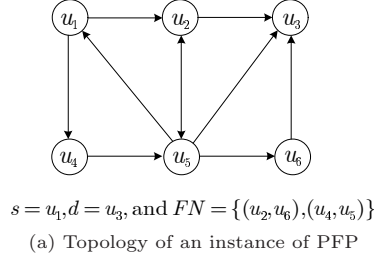 u₁ u₂ u₃
u₄ u₅ u₆
s = u₁,d = u₃, and FN = {(u₂,u₆),(u₄,u₅)}
(a) Topology of an instance of PFP